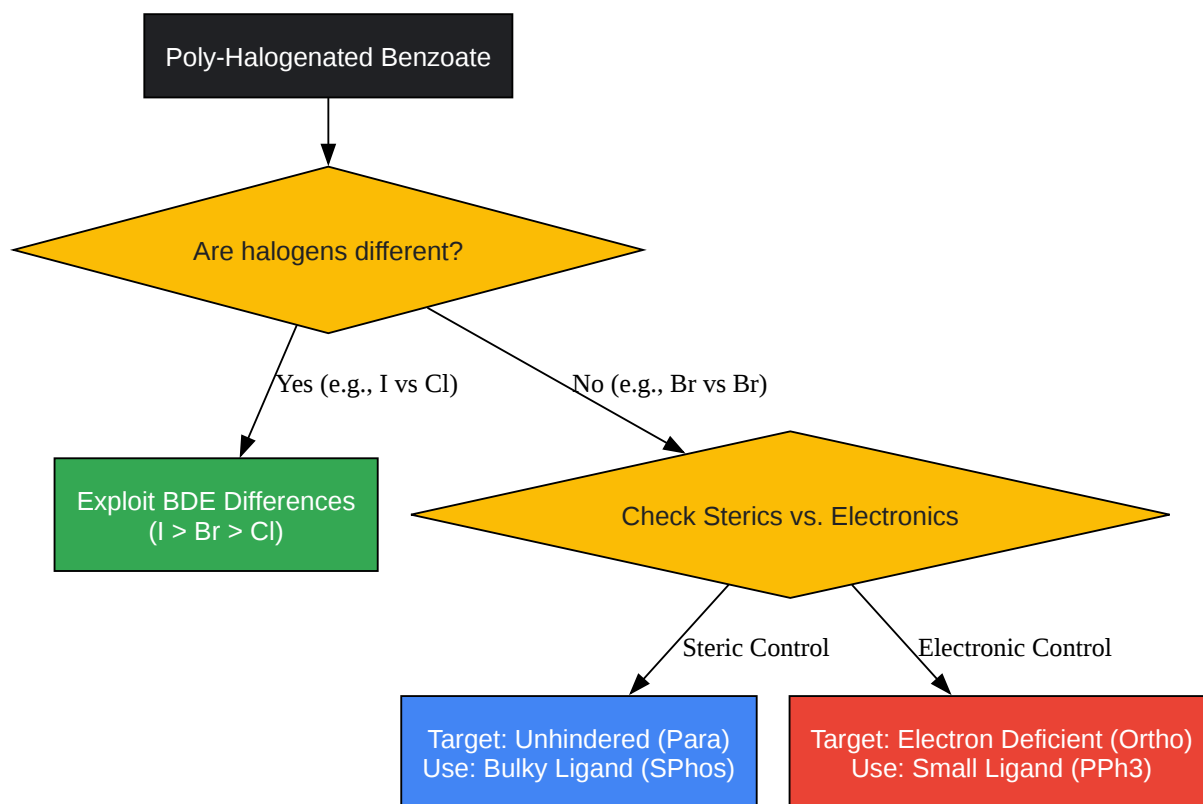 Poly-Halogenated Benzoate
Are halogens different?
Yes (e.g., I vs Cl)
No (e.g., Br vs Br)
Exploit BDE Differences
(I > Br > Cl)
Check Sterics vs. Electronics
Steric Control
Electronic Control
Target: Unhindered (Para)
Use: Bulky Ligand (SPhos)
Target: Electron Deficient (Ortho)
Use: Small Ligand (PPh3)